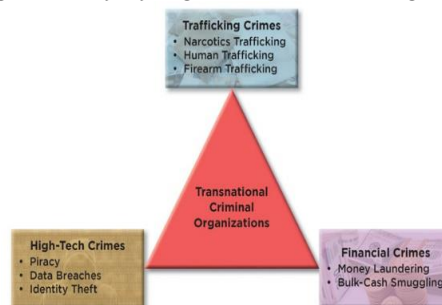 Trafficking Crimes
• Narcotics Trafficking
• Human Trafficking
• Firearm Trafficking
Transnational
Criminal
Organizations
High-Tech Crimes
• Piracy
• Data Breaches
• Identity Theft
Financial Crimes
• Money Laundering
• Bulk-Cash Smuggling